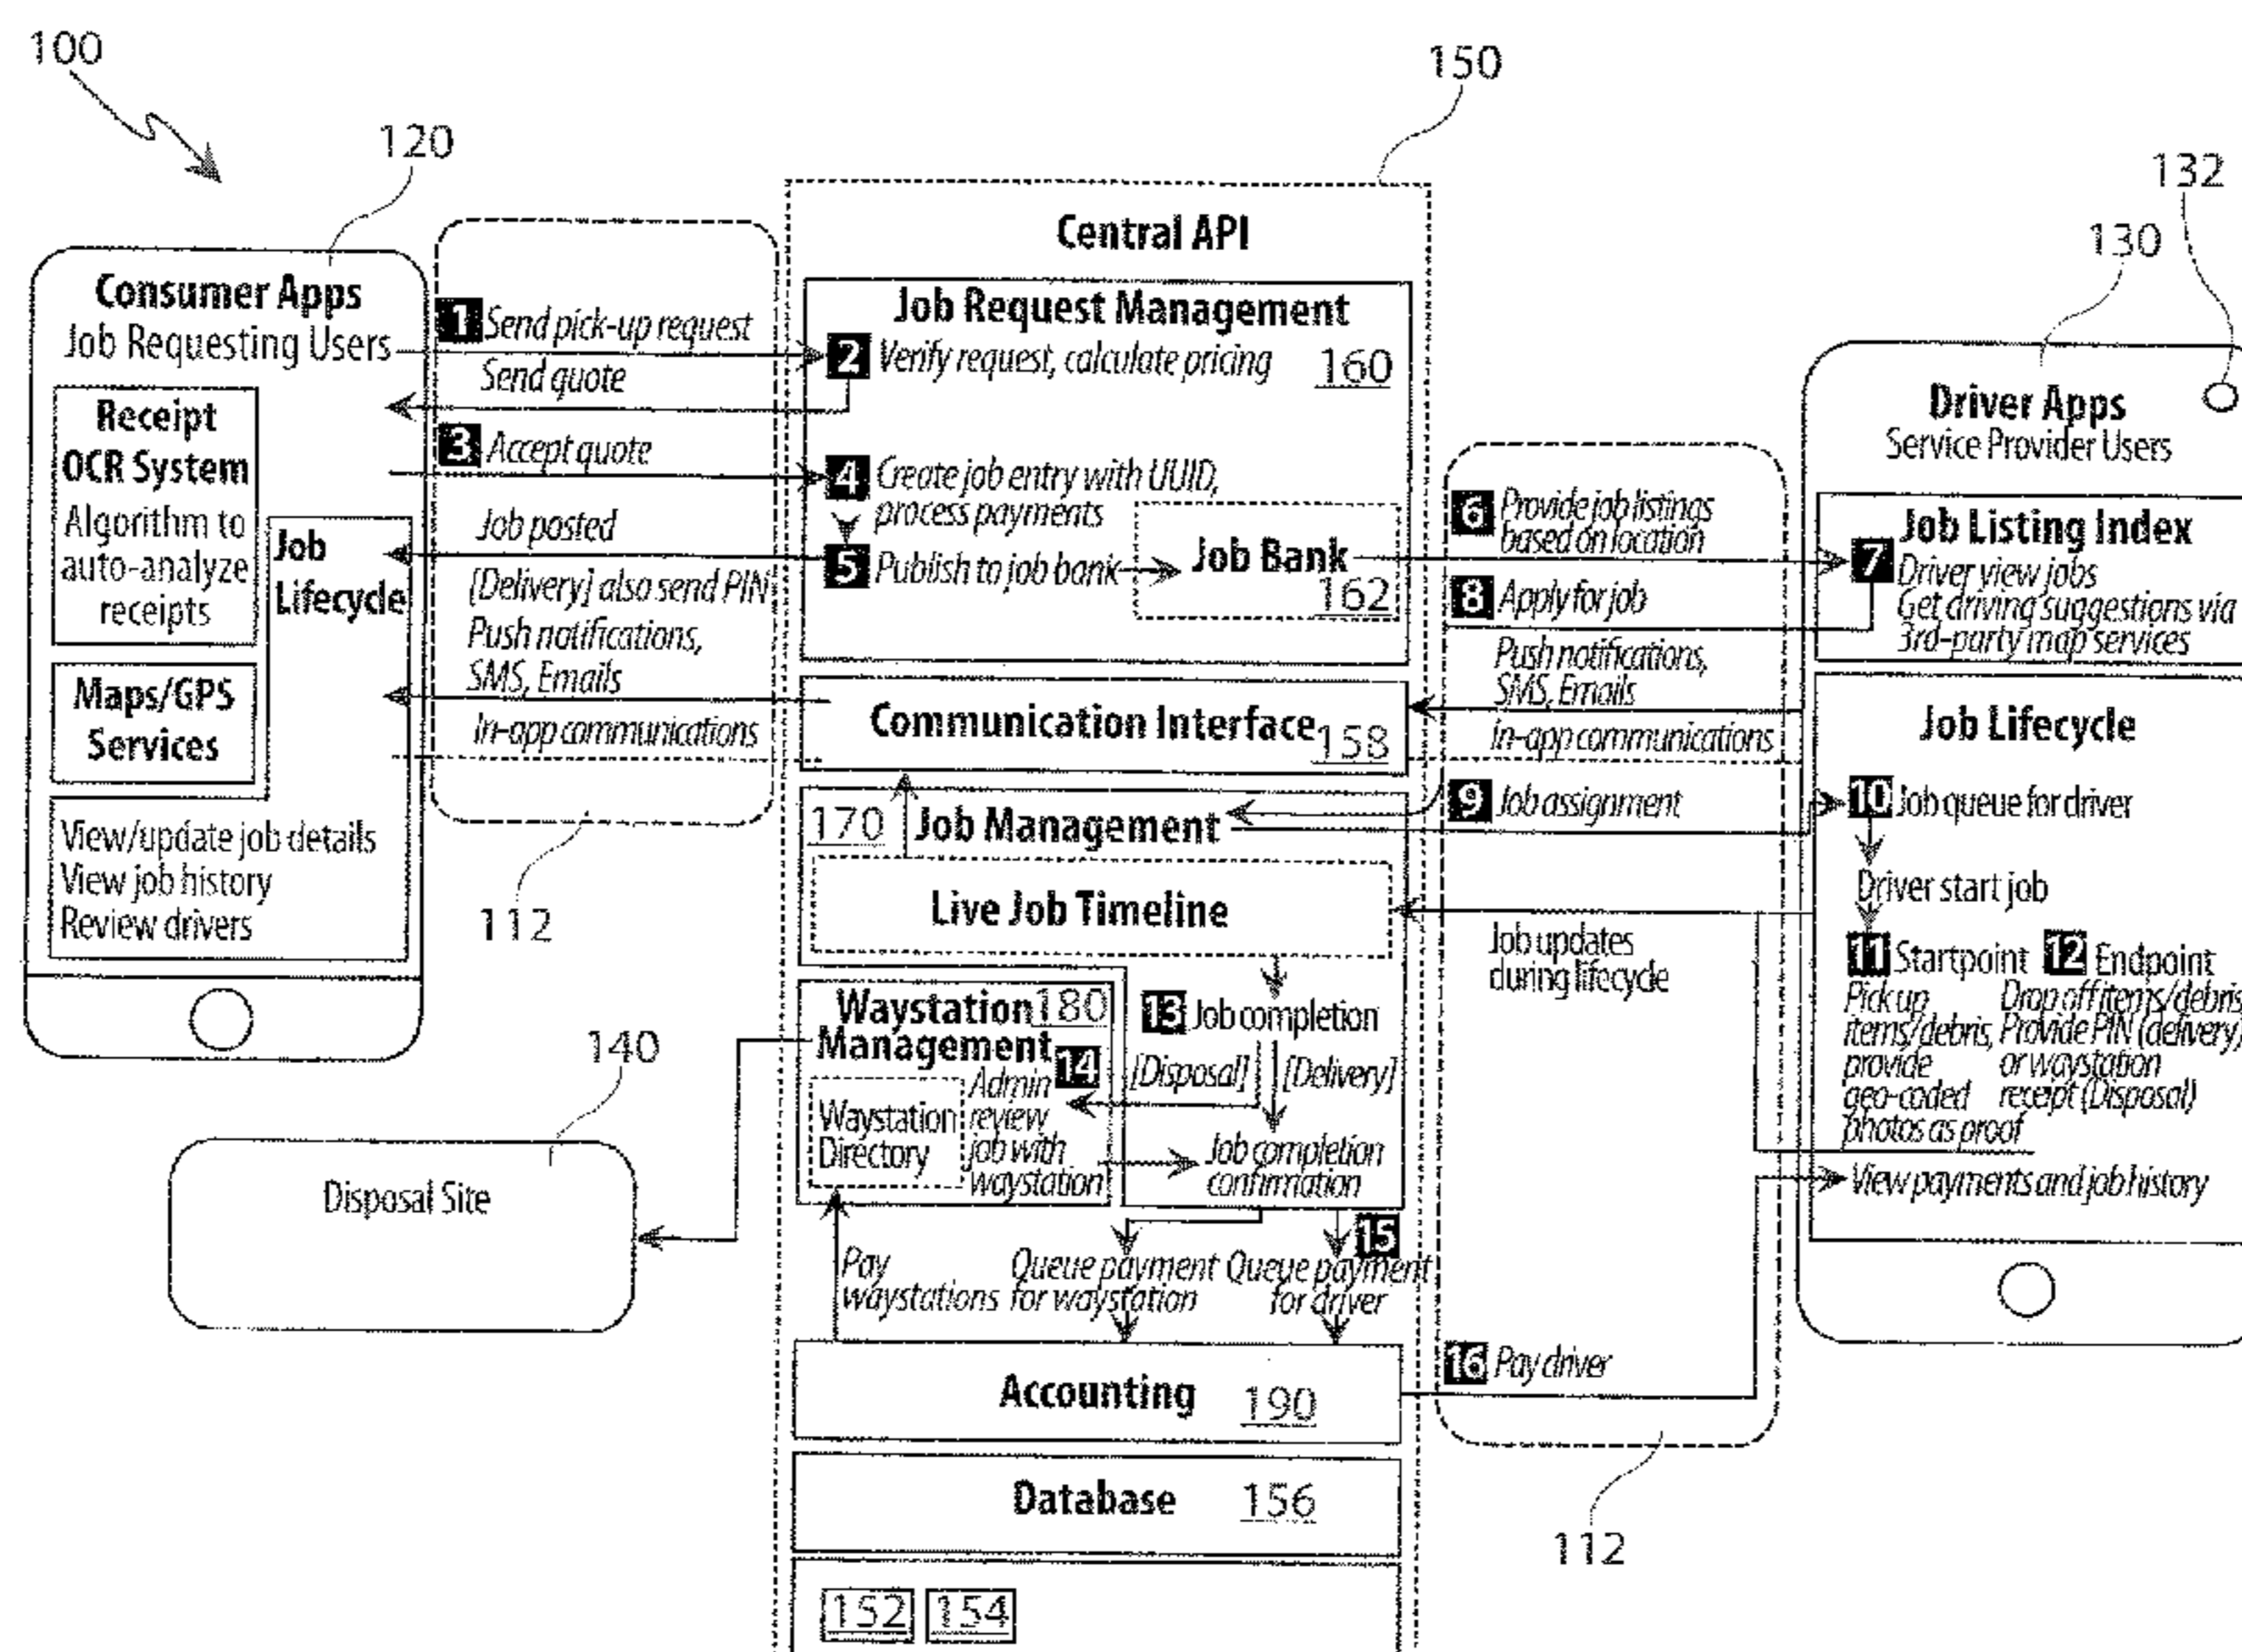 100
120
150
132
130
Consumer Apps
Job Requesting Users
Receipt
OCR System
Algorithm to
auto-analyze
receipts
Job
Lifecycle
Maps/GPS
Services
View/update job details
View job history
Review drivers
1 Send pick-up request
Send quote
3 Accept quote
Job posted
[Delivery] also send PIN
Push notifications,
SMS, Emails
In-app communications
112
140
Disposal Site
Central API
Job Request Management
2 Verify request, calculate pricing
160
4 Create job entry with UUID,
process payments
5 Publish to job bank
Job Bank
162
Communication Interface 158
170 Job Management
Live Job Timeline
Waystation 180
Management
Waystation
Directory
14 Admin
review
job with
waystation
13 Job completion
[Disposal] [Delivery]
Job completion
confirmation
15
Pay
waystations
Queue payment
for waystation
Queue payment
for driver
Accounting 190
Database 156
152 154
6 Provide job listings
based on location
8 Apply for job
Push notifications,
SMS, Emails
In-app communications
9 Job assignment
Job updates
during lifecycle
16 Pay driver
112
Driver Apps
Service Provider Users
Job Listing Index
7 Driver view jobs
Get driving suggestions via
3rd-party map services
Job Lifecycle
10 Job queue for driver
Driver start job
11 Startpoint
Pick up
items/debris,
provide
geo-coded
photos as proof
12 Endpoint
Drop off items/debris
Provide PIN (delivery)
or waystation
receipt (Disposal)
View payments and job history